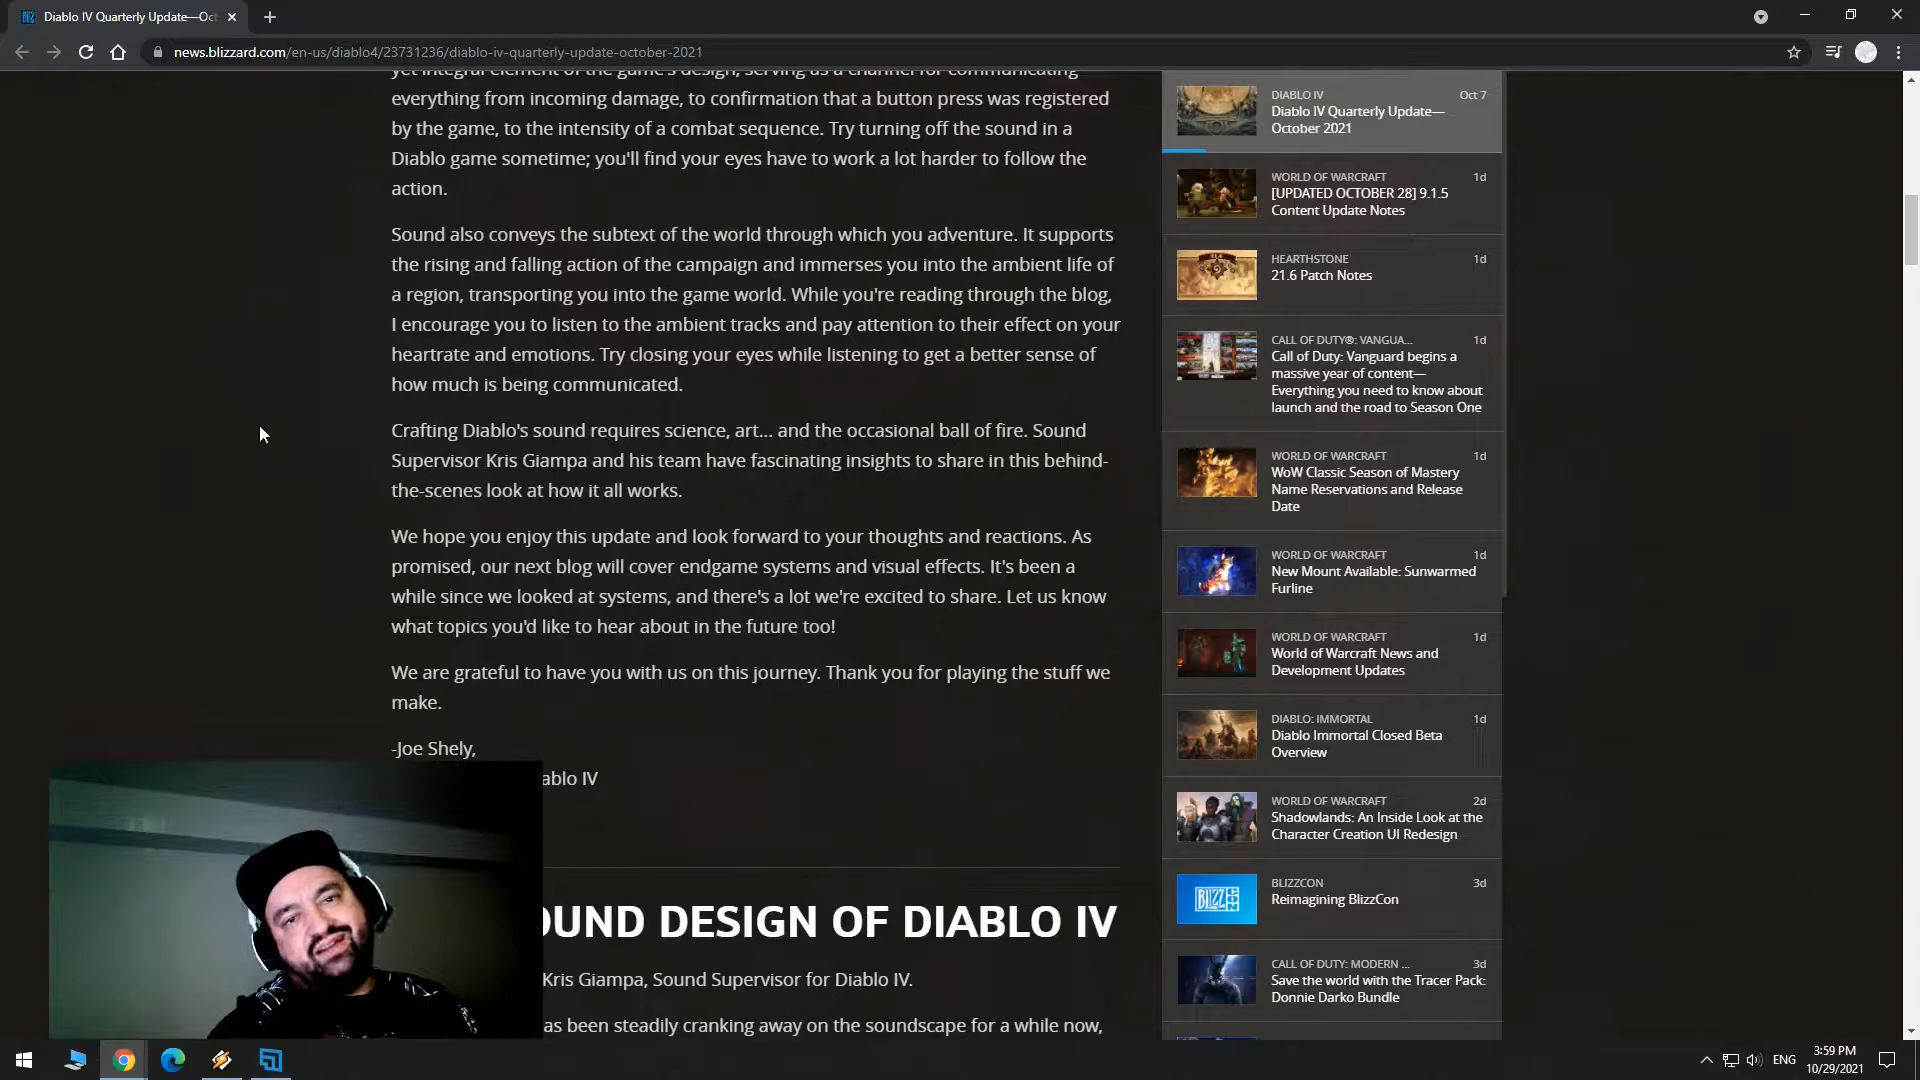 Diablo IV Quarterly Update—Oct
news.blizzard.com/en-us/diablo4/23731236/diablo-iv-quarterly-update-october-2021
yet integral element of the game's design, serving as a channel for communicating
everything from incoming damage, to confirmation that a button press was registered
by the game, to the intensity of a combat sequence. Try turning off the sound in a
Diablo game sometime; you'll find your eyes have to work a lot harder to follow the
action.
Sound also conveys the subtext of the world through which you adventure. It supports
the rising and falling action of the campaign and immerses you into the ambient life of
a region, transporting you into the game world. While you're reading through the blog,
I encourage you to listen to the ambient tracks and pay attention to their effect on your
heartrate and emotions. Try closing your eyes while listening to get a better sense of
how much is being communicated.
Crafting Diablo's sound requires science, art... and the occasional ball of fire. Sound
Supervisor Kris Giampa and his team have fascinating insights to share in this behind-
the-scenes look at how it all works.
We hope you enjoy this update and look forward to your thoughts and reactions. As
promised, our next blog will cover endgame systems and visual effects. It's been a
while since we looked at systems, and there's a lot we're excited to share. Let us know
what topics you'd like to hear about in the future too!
We are grateful to have you with us on this journey. Thank you for playing the stuff we
make.
-Joe Shely,
ablo IV
OUND DESIGN OF DIABLO IV
Kris Giampa, Sound Supervisor for Diablo IV.
as been steadily cranking away on the soundscape for a while now,
DIABLO IV Oct 7
Diablo IV Quarterly Update—
October 2021
WORLD OF WARCRAFT 1d
[UPDATED OCTOBER 28] 9.1.5
Content Update Notes
HEARTHSTONE 1d
21.6 Patch Notes
CALL OF DUTY®: VANGUA... 1d
Call of Duty: Vanguard begins a
massive year of content—
Everything you need to know about
launch and the road to Season One
WORLD OF WARCRAFT 1d
WoW Classic Season of Mastery
Name Reservations and Release
Date
WORLD OF WARCRAFT 1d
New Mount Available: Sunwarmed
Furline
WORLD OF WARCRAFT 1d
World of Warcraft News and
Development Updates
DIABLO: IMMORTAL 1d
Diablo Immortal Closed Beta
Overview
WORLD OF WARCRAFT 2d
Shadowlands: An Inside Look at the
Character Creation UI Redesign
BLIZZCON 3d
Reimagining BlizzCon
CALL OF DUTY: MODERN ... 3d
Save the world with the Tracer Pack:
Donnie Darko Bundle
ENG
3:59 PM
10/29/2021